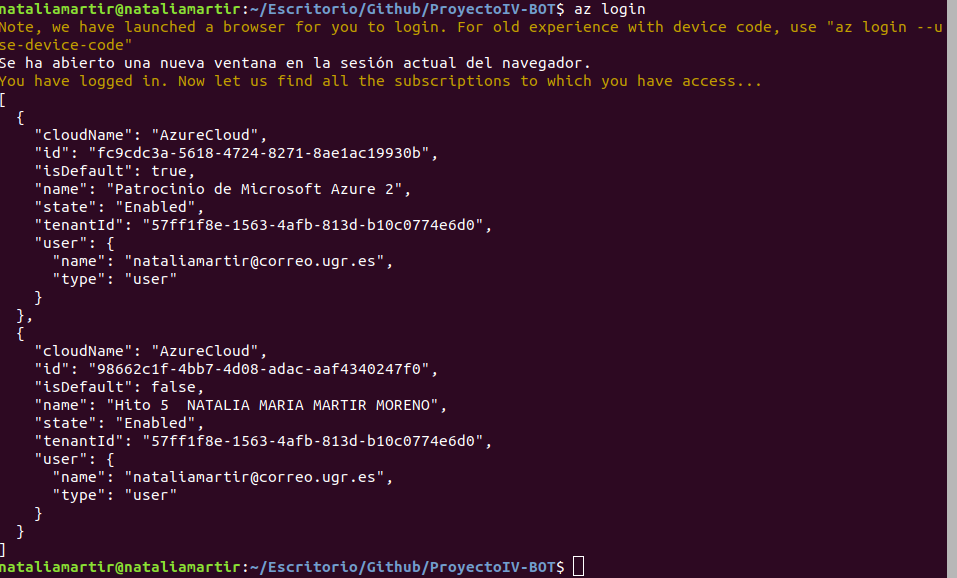 nataliamartir@nataliamartir:~/Escritorio/Github/ProyectoIV-BOT$ az login
Note, we have launched a browser for you to login. For old experience with device code, use "az login --u
se-device-code"
Se ha abierto una nueva ventana en la sesión actual del navegador.
You have logged in. Now let us find all the subscriptions to which you have access...
[
  {
    "cloudName": "AzureCloud",
    "id": "fc9cdc3a-5618-4724-8271-8ae1ac19930b",
    "isDefault": true,
    "name": "Patrocinio de Microsoft Azure 2",
    "state": "Enabled",
    "tenantId": "57ff1f8e-1563-4afb-813d-b10c0774e6d0",
    "user": {
      "name": "nataliamartir@correo.ugr.es",
      "type": "user"
    }
  },
  {
    "cloudName": "AzureCloud",
    "id": "98662c1f-4bb7-4d08-adac-aaf4340247f0",
    "isDefault": false,
    "name": "Hito 5  NATALIA MARIA MARTIR MORENO",
    "state": "Enabled",
    "tenantId": "57ff1f8e-1563-4afb-813d-b10c0774e6d0",
    "user": {
      "name": "nataliamartir@correo.ugr.es",
      "type": "user"
    }
  }
]
nataliamartir@nataliamartir:~/Escritorio/Github/ProyectoIV-BOT$